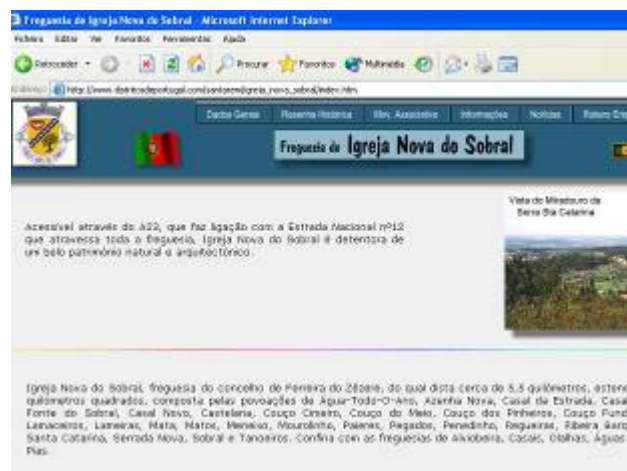 Freguesia de Igreja Nova do Sobral - Microsoft Internet Explorer
Ficheiro Editar Ver Favoritos Ferramentas Ajuda
Retroceder Procurar Favoritos Multimédia
http://www.distritosdeportugal.com/santarem/igreja_nova_sobral/index.htm
Dados Gerais Resenha Histórica Mov. Associativo Informações Notícias Roteiro
Freguesia de Igreja Nova do Sobral
Vista do Miradouro da
Serra Sta Catarina
Acessível através do A23, que faz ligação com a Estrada Nacional nº12
que atravessa toda a freguesia, Igreja Nova do Sobral é detentora de
um belo património natural e arquitectónico.
Igreja Nova do Sobral, freguesia do concelho de Ferreira do Zêzere, do qual dista cerca de 5.5 quilómetros,
quilómetros quadrados, composta pelas povoações de Água-Todo-O-Ano, Azenha Nova, Casal da Estrada,
Fonte do Sobral, Casal Novo, Castelaria, Couço Cimeiro, Couço do Meio, Couço dos Pinheiros, Couço
Lamaceiros, Lameiras, Mata, Matos, Menexo, Mourolinho, Paieres, Pegados, Penedinho, Regueiras, Ribeira
Santa Catarina, Serrada Nova, Sobral e Tanoeiros. Confina com as freguesias de Alviobeira, Casais, Olalhas, Águas
Pias.